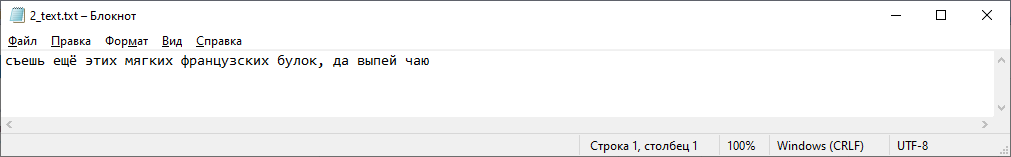 2_text.txt – Блокнот
Файл Правка Формат Вид Справка
съешь ещё этих мягких французских булок, да выпей чаю
Строка 1, столбец 1 100% Windows (CRLF) UTF-8